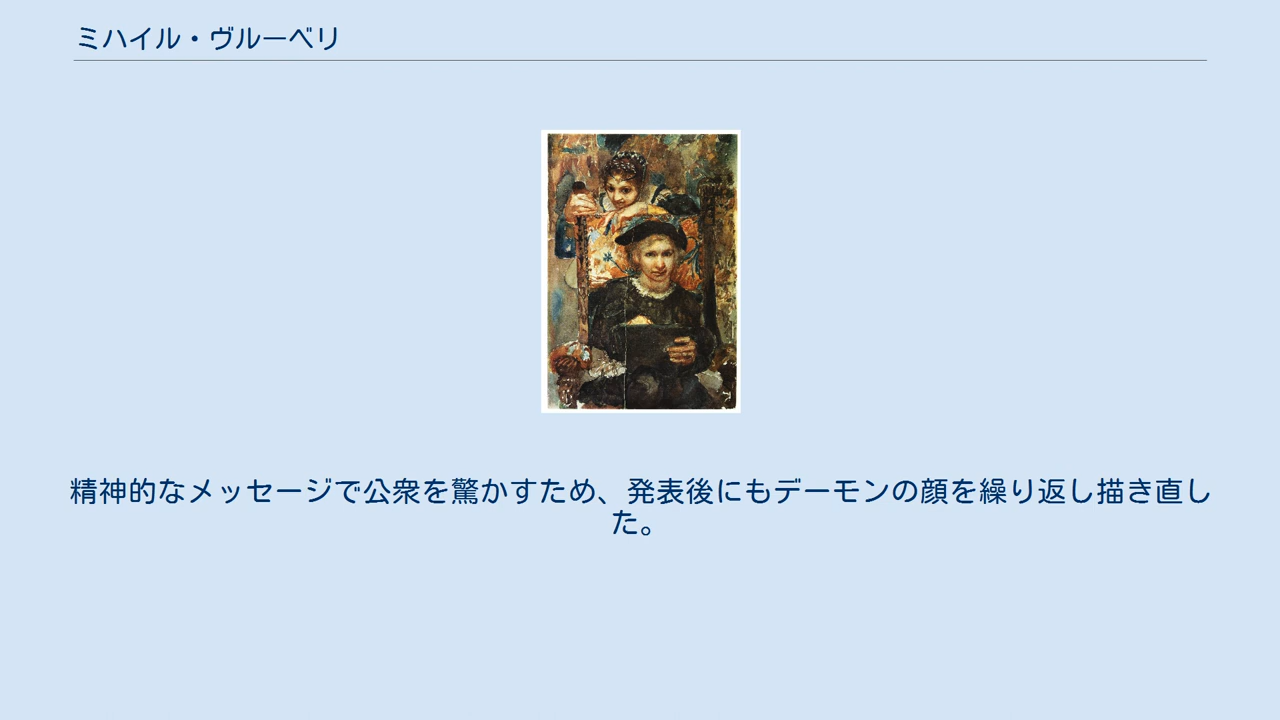 ミハイル・ヴルーベリ
精神的なメッセージで公衆を驚かすため、発表後にもデーモンの顔を繰り返し描き直し
た。